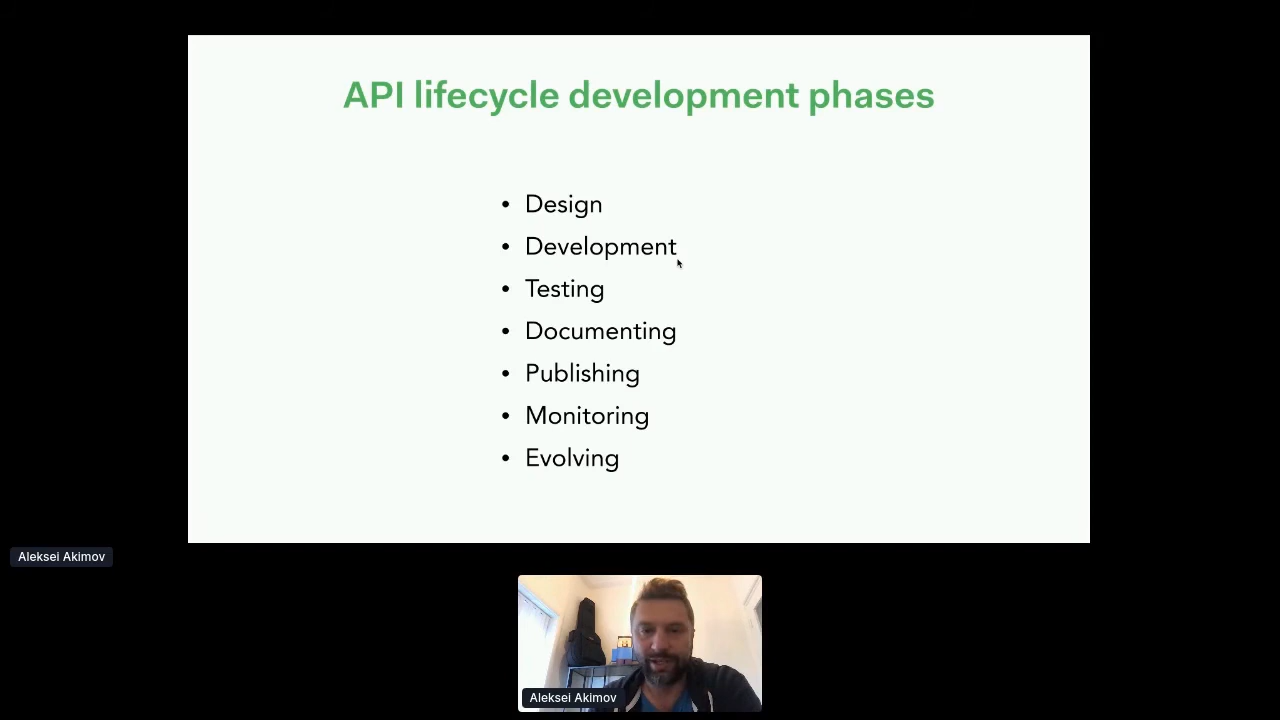 API lifecycle development phases
• Design
• Development
• Testing
• Documenting
• Publishing
• Monitoring
• Evolving
Aleksei Akimov
Aleksei Akimov